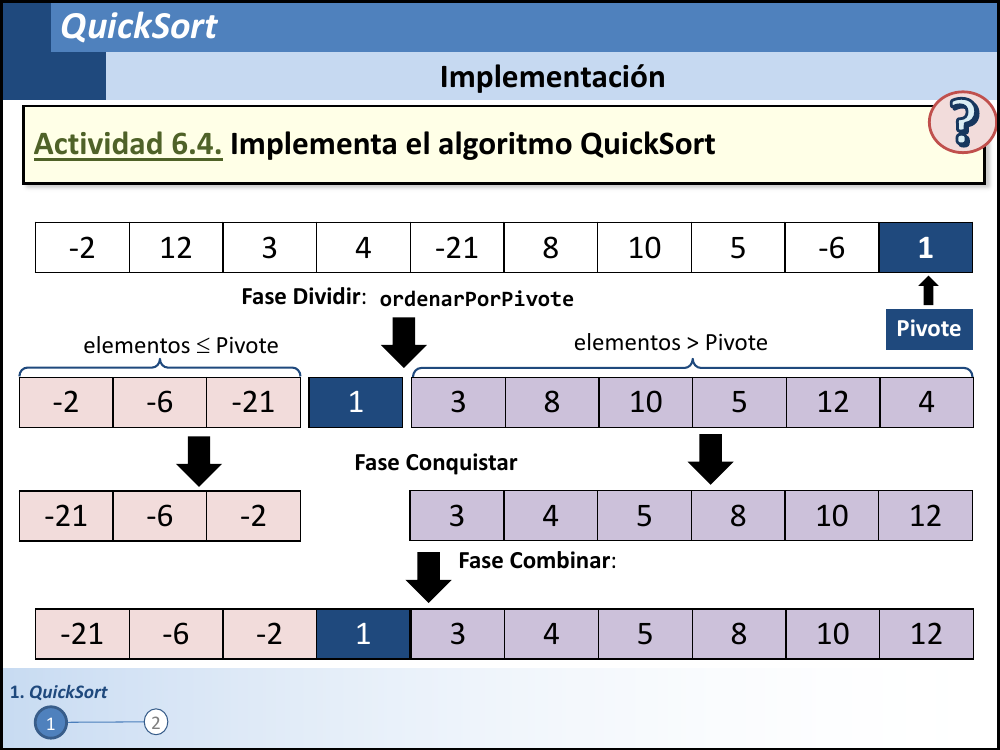 QuickSort
Implementación
Actividad 6.4. Implementa el algoritmo QuickSort
?
-2 12 3 4 -21 8 10 5 -6 1
Fase Dividir: ordenarPorPivote
Pivote
elementos ≤ Pivote
elementos > Pivote
-2 -6 -21 1 3 8 10 5 12 4
Fase Conquistar
-21 -6 -2 3 4 5 8 10 12
Fase Combinar:
-21 -6 -2 1 3 4 5 8 10 12
1. QuickSort
1 2